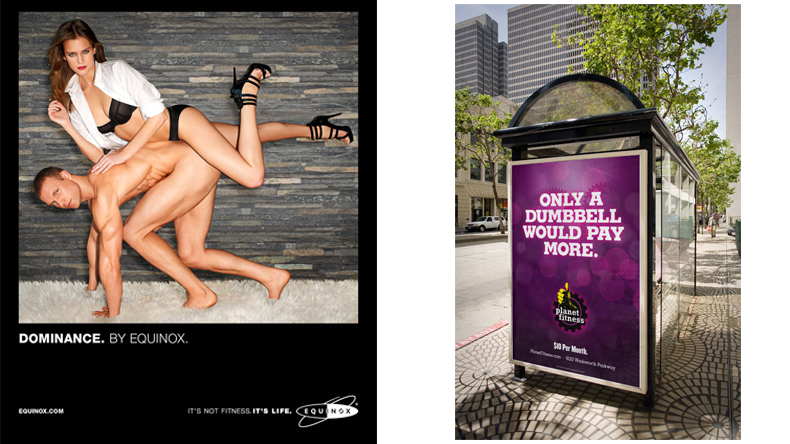 DOMINANCE. BY EQUINOX.
EQUINOX.COM
IT'S NOT FITNESS. IT'S LIFE.
EQUINOX
ONLY A
DUMBBELL
WOULD PAY
MORE.
planet
fitness
$10 Per Month.